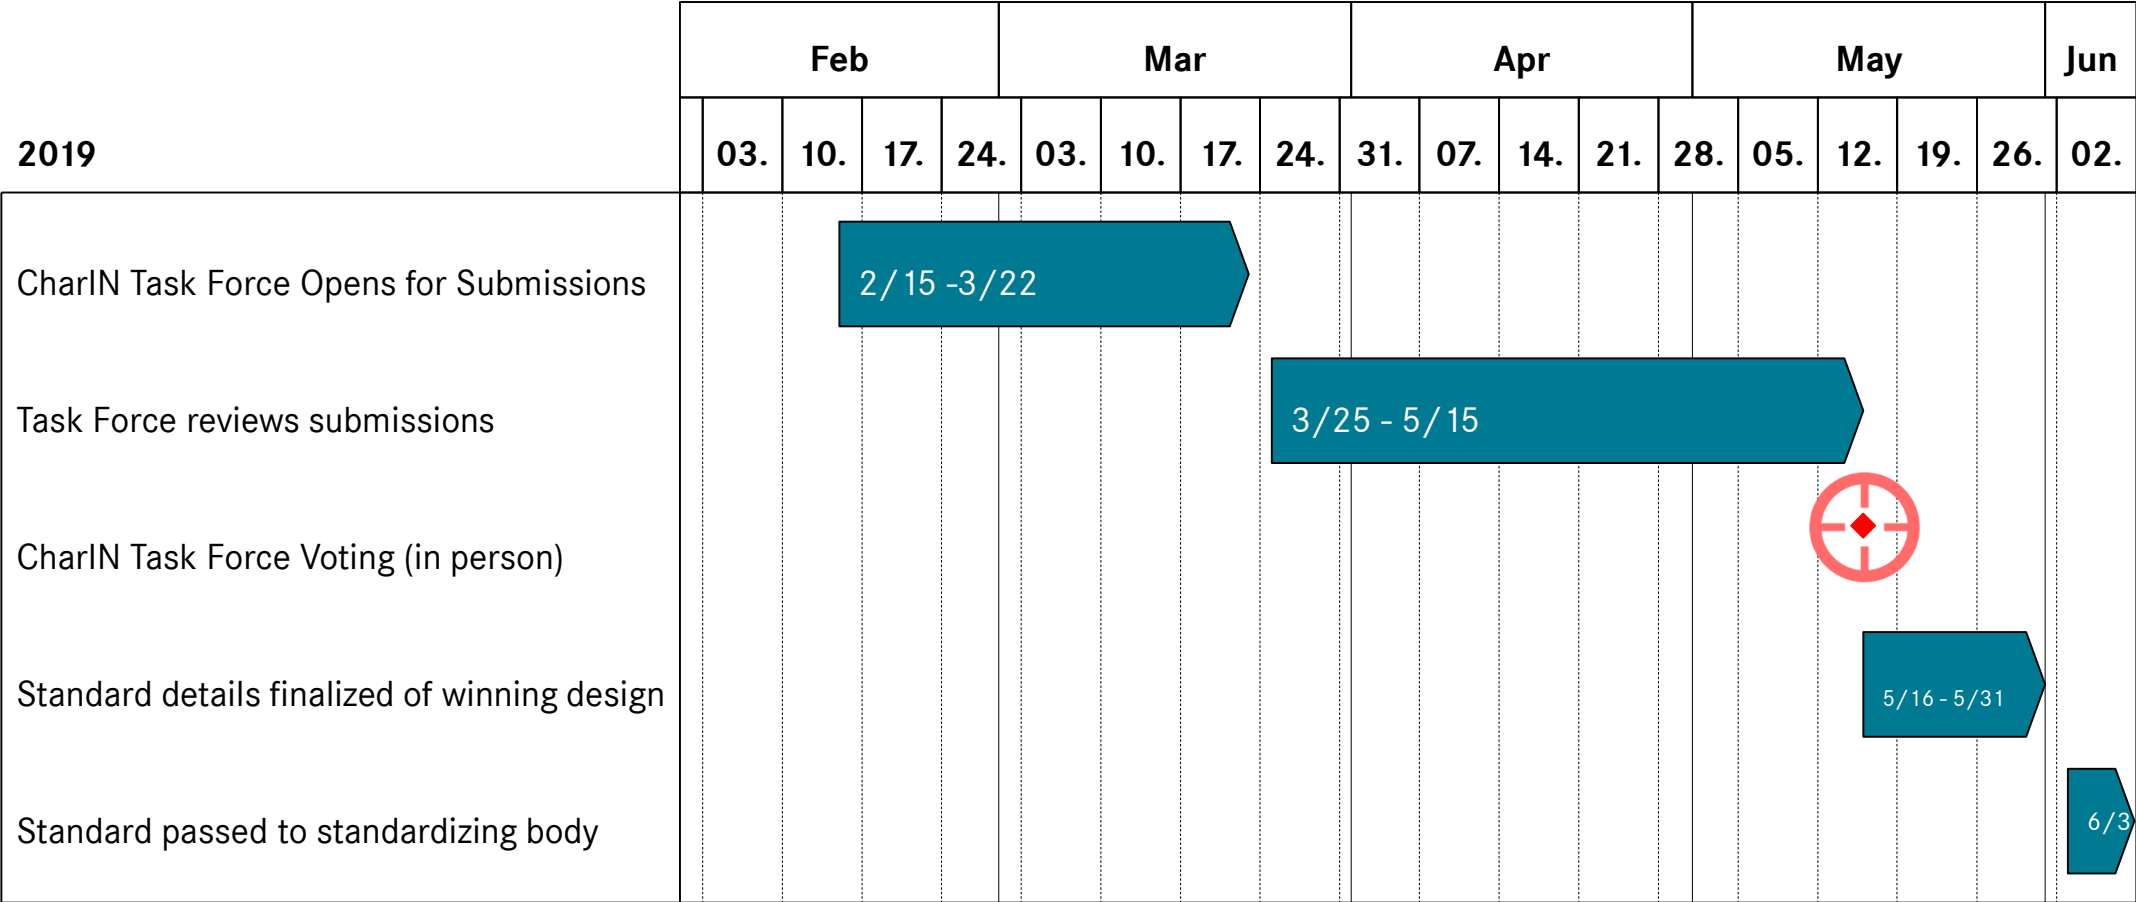 Feb Mar Apr May Jun
2019 03. 10. 17. 24. 03. 10. 17. 24. 31. 07. 14. 21. 28. 05. 12. 19. 26. 02.
CharIN Task Force Opens for Submissions 2/15 -3/22
Task Force reviews submissions 3/25 - 5/15
CharIN Task Force Voting (in person)
Standard details finalized of winning design 5/16 - 5/31
Standard passed to standardizing body 6/3